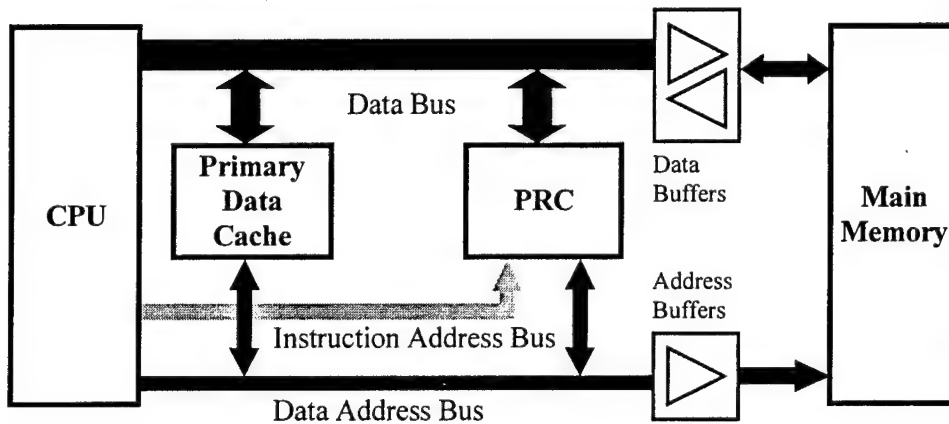 CPU
Data Bus
Primary
Data
Cache
PRC
Data
Buffers
Main
Memory
Instruction Address Bus
Address
Buffers
Data Address Bus